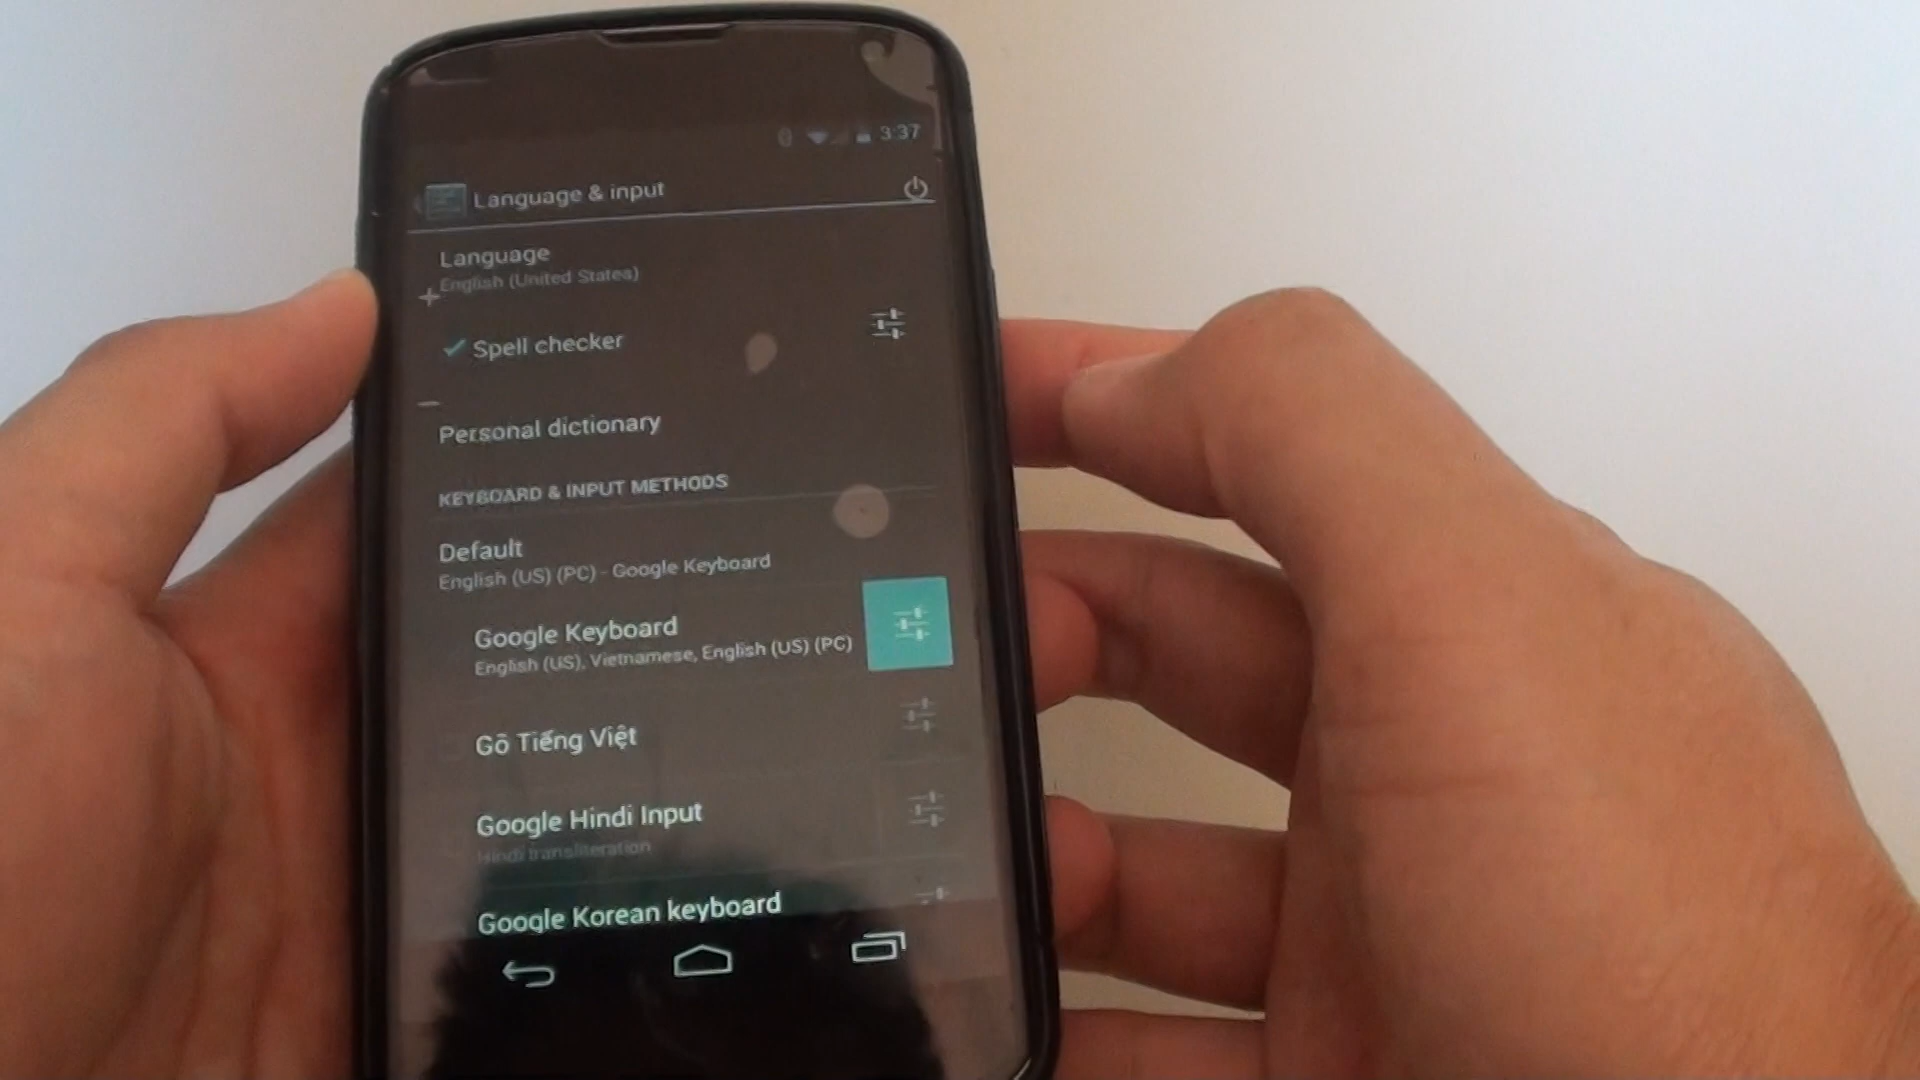 3:37
Language & input
Language
English (United States)
Spell checker
Personal dictionary
KEYBOARD & INPUT METHODS
Default
English (US) (PC) - Google Keyboard
Google Keyboard
English (US), Vietnamese, English (US) (PC)
Gõ Tiếng Việt
Google Hindi Input
Hindi transliteration
Google Korean keyboard